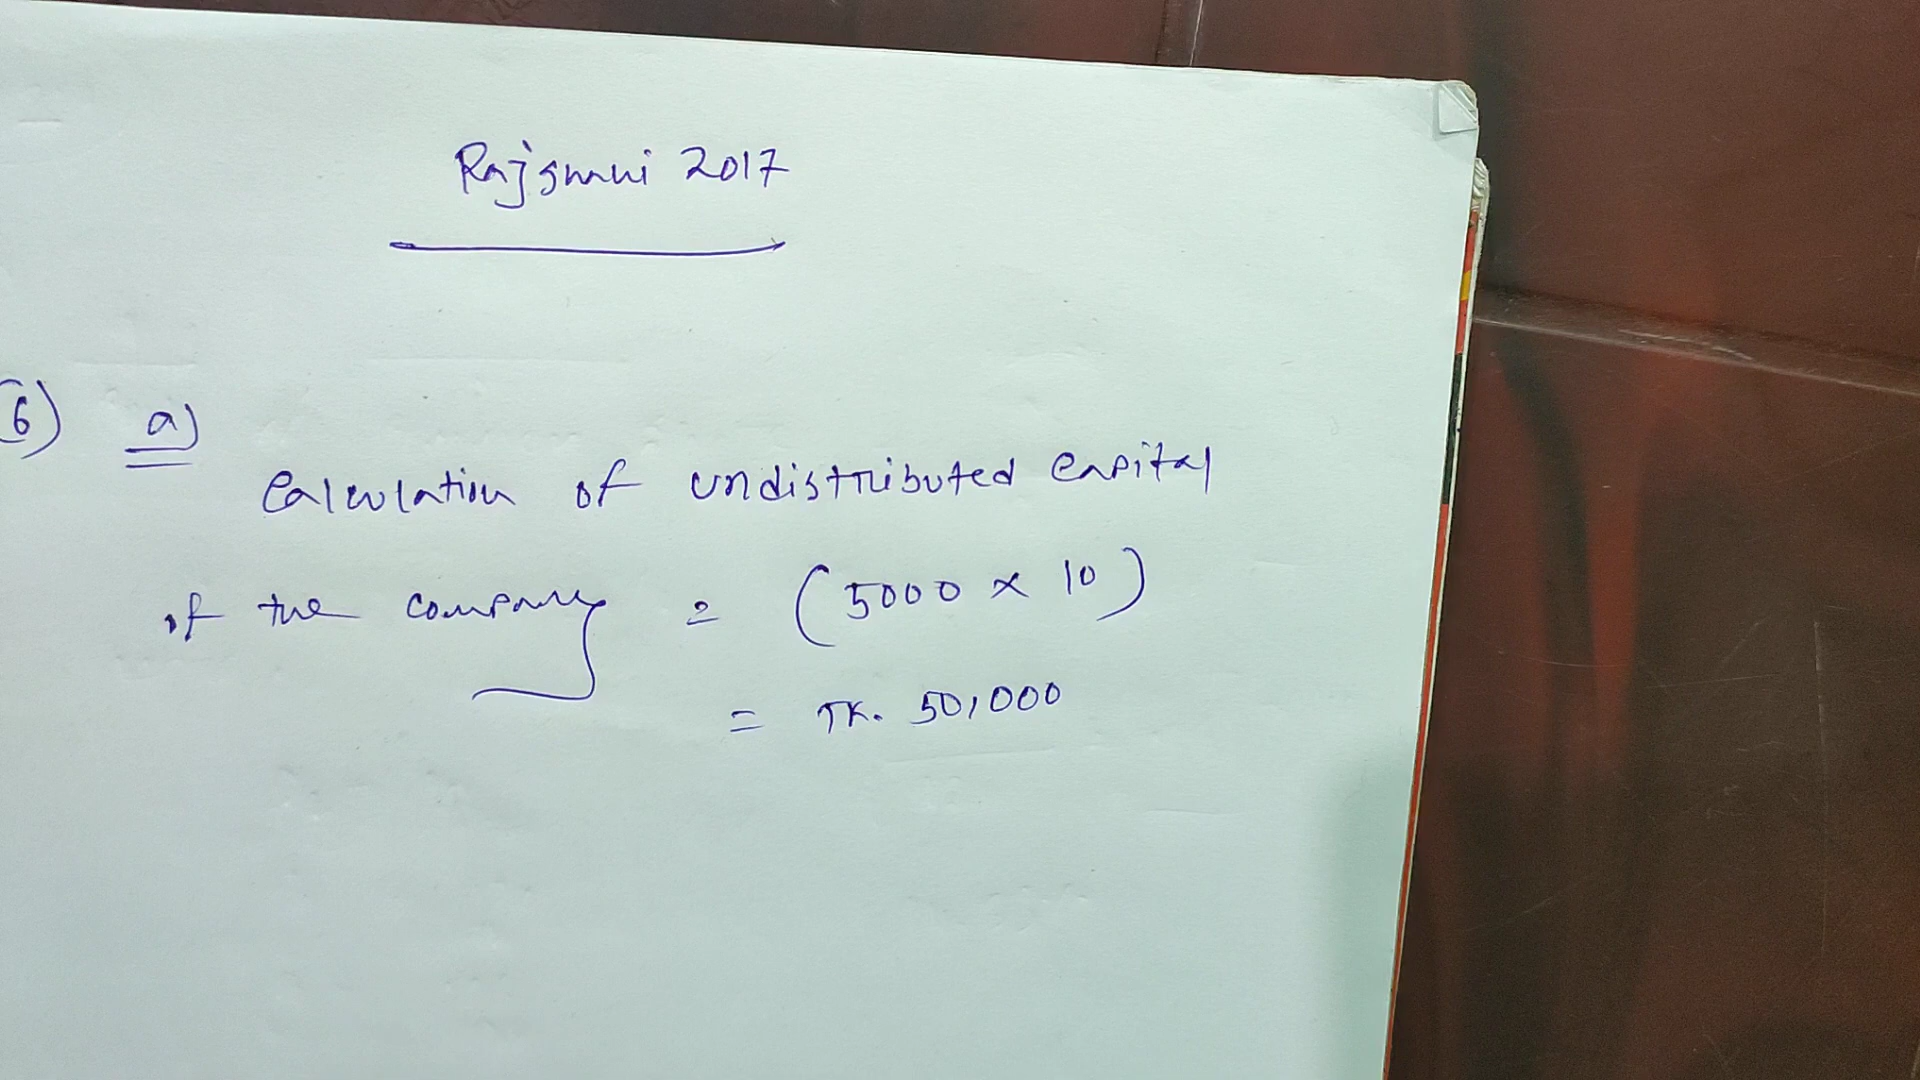 Rajshahi 2017
6) a)
Calculation of undistributed capital
of the company = (5000 × 10)
= TK. 50,000